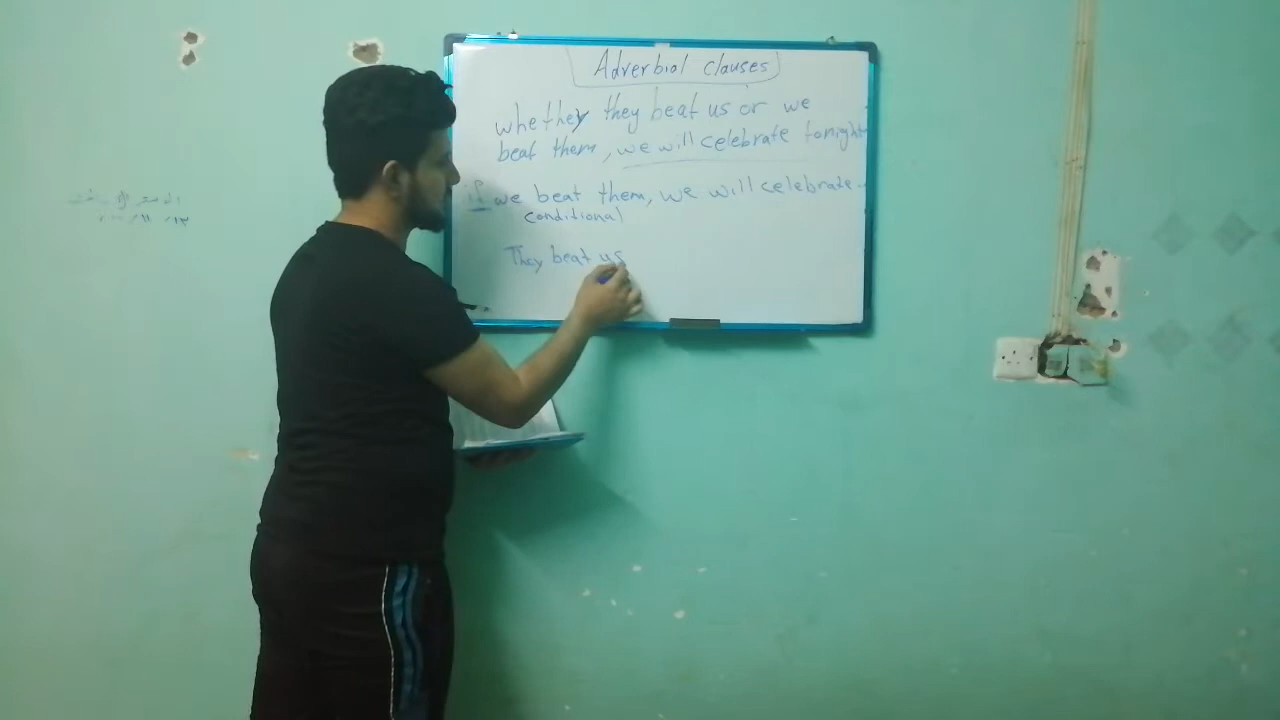 Adverbial clauses
whether they beat us or we
beat them, we will celebrate tonight
if we beat them, we will celebrate.
conditional
They beat us